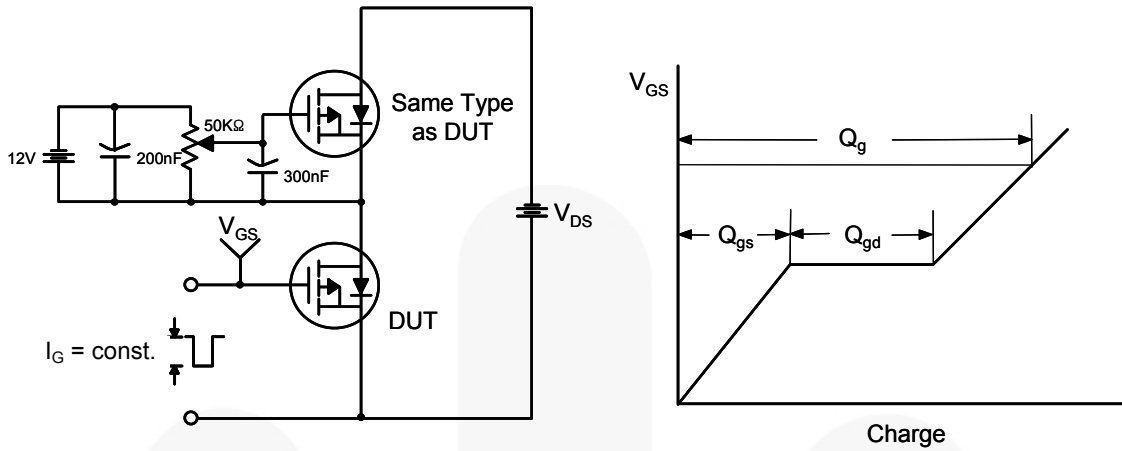 12V
200nF
50KΩ
300nF
Same Type
as DUT
V_GS
DUT
I_G = const.
V_DS
V_GS
Q_g
Q_gs
Q_gd
Charge